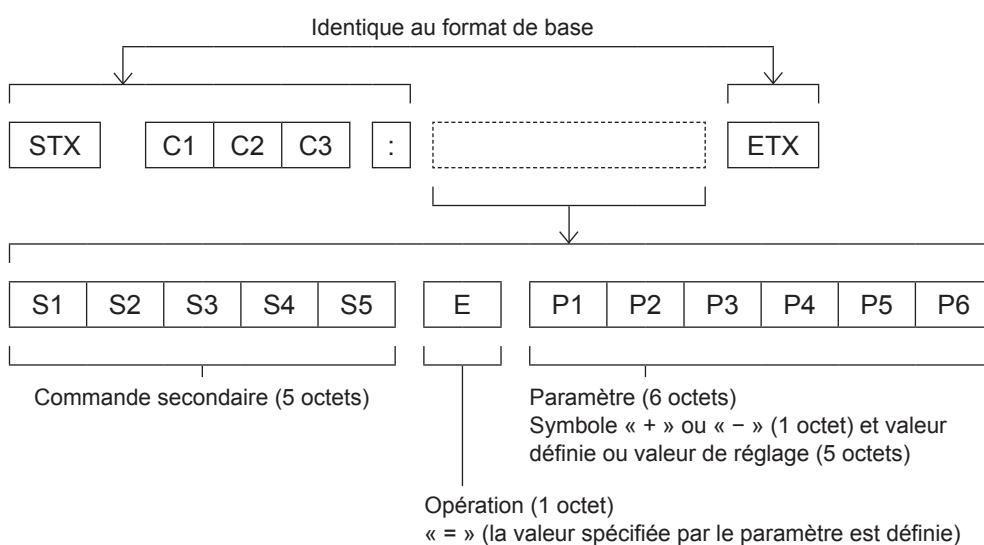 Identique au format de base
STX C1 C2 C3 : ETX
S1 S2 S3 S4 S5 E P1 P2 P3 P4 P5 P6
Commande secondaire (5 octets)
Paramètre (6 octets)
Symbole « + » ou « − » (1 octet) et valeur
définie ou valeur de réglage (5 octets)
Opération (1 octet)
« = » (la valeur spécifiée par le paramètre est définie)